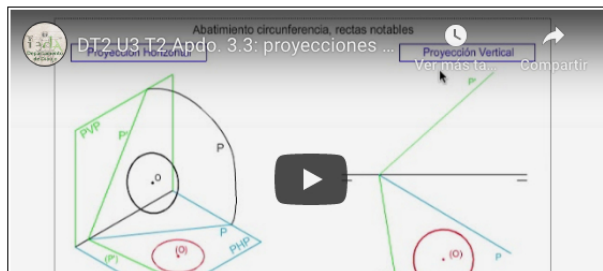 Abatimiento circunferencia, rectas notables
DT2 U3 T2 Apdo. 3.3: proyecciones ...
Proyección Horizontal
Proyección Vertical
Ver más ta...
Compartir
P'
PVP
P'
P
O
P
PHP
(O)
(P')
(O)
P